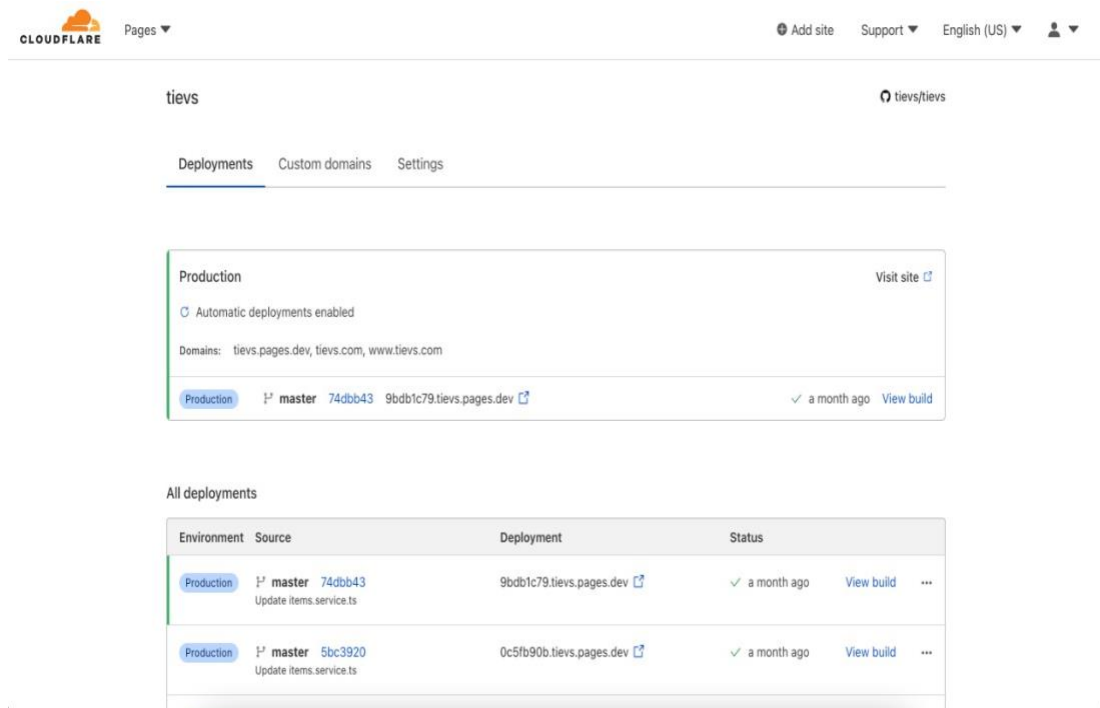 CLOUDFLARE Pages Add site Support English (US)
tievs tievs/tievs
Deployments Custom domains Settings
Production Visit site
Automatic deployments enabled
Domains: tievs.pages.dev, tievs.com, www.tievs.com
Production master 74dbb43 9bdb1c79.tievs.pages.dev a month ago View build
All deployments
Environment Source Deployment Status
Production master 74dbb43 9bdb1c79.tievs.pages.dev a month ago View build ...
Update items.service.ts
Production master 5bc3920 0c5fb90b.tievs.pages.dev a month ago View build ...
Update items.service.ts